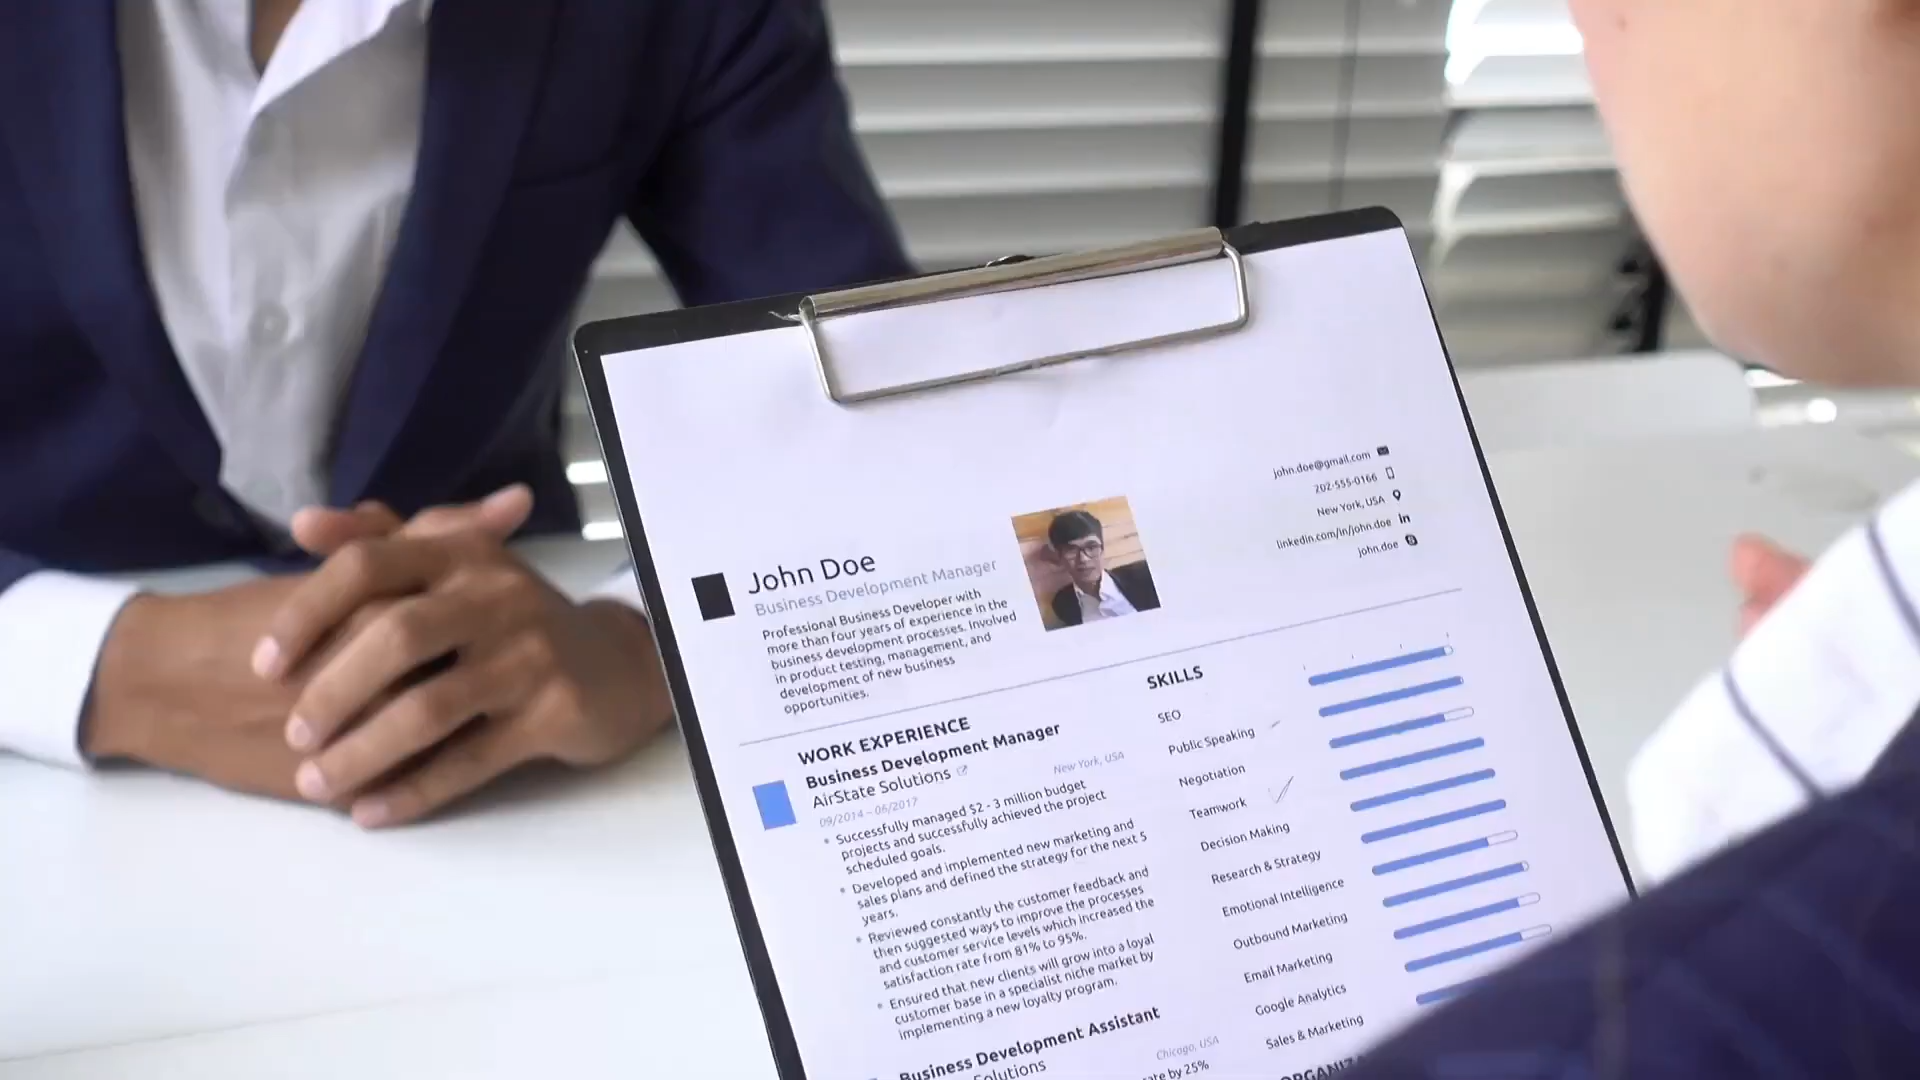 john.doe@gmail.com
202-555-0166
New York, USA
linkedin.com/in/john.doe
in
john.doe
John Doe
Business Development Manager
Professional Business Developer with
more than four years of experience in the
business development processes. Involved
in product testing, management, and
development of new business
opportunities.
WORK EXPERIENCE
Business Development Manager
AirState Solutions
New York, USA
09/2014 – 06/2017
Successfully managed $2 - 3 million budget
projects and successfully achieved the project
scheduled goals.
Developed and implemented new marketing and
sales plans and defined the strategy for the next 5
years.
Reviewed constantly the customer feedback and
then suggested ways to improve the processes
and customer service levels which increased the
satisfaction rate from 81% to 95%.
Ensured that new clients will grow into a loyal
customer base in a specialist niche market by
implementing a new loyalty program.
Business Development Assistant
Solutions
Chicago, USA
by 25%
SKILLS
SEO
Public Speaking
Negotiation
Teamwork
Decision Making
Research & Strategy
Emotional Intelligence
Outbound Marketing
Email Marketing
Google Analytics
Sales & Marketing